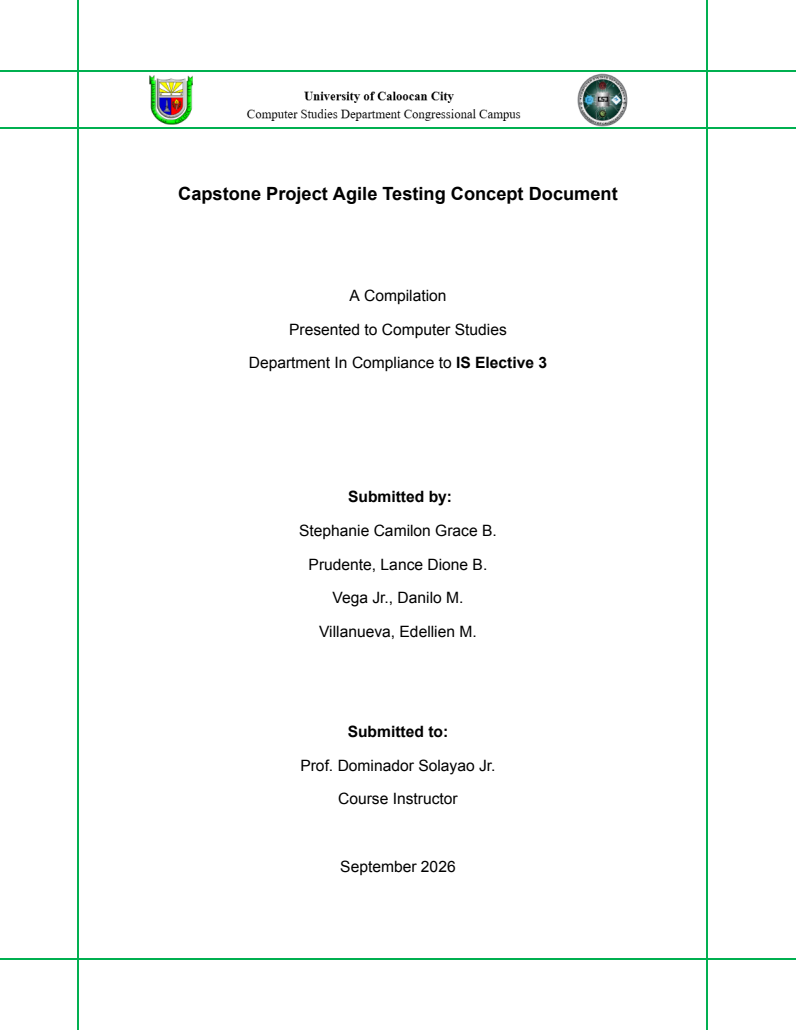 University of Caloocan City
Computer Studies Department Congressional Campus
Capstone Project Agile Testing Concept Document
A Compilation
Presented to Computer Studies
Department In Compliance to IS Elective 3
Submitted by:
Stephanie Camilon Grace B.
Prudente, Lance Dione B.
Vega Jr., Danilo M.
Villanueva, Edellien M.
Submitted to:
Prof. Dominador Solayao Jr.
Course Instructor
September 2026